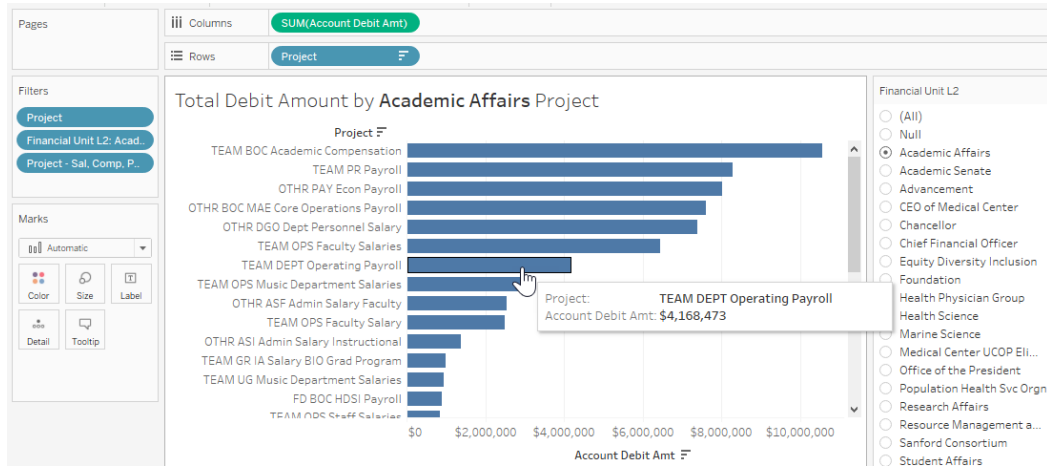 Pages
Columns
SUM(Account Debit Amt)
Rows
Project
Filters
Project
Financial Unit L2: Acad..
Project - Sal, Comp, P..
Marks
Automatic
Color
Size
Label
Detail
Tooltip
Total Debit Amount by Academic Affairs Project
Project
TEAM BOC Academic Compensation
TEAM PR Payroll
OTHR PAY Econ Payroll
OTHR BOC MAE Core Operations Payroll
OTHR DGO Dept Personnel Salary
TEAM OPS Faculty Salaries
TEAM DEPT Operating Payroll
TEAM OPS Music Department Salaries
OTHR ASF Admin Salary Faculty
TEAM OPS Faculty Salary
OTHR ASI Admin Salary Instructional
TEAM GR IA Salary BIO Grad Program
TEAM UG Music Department Salaries
FD BOC HDSI Payroll
TEAM OPS Staff Salaries
Project: TEAM DEPT Operating Payroll
Account Debit Amt: $4,168,473
$0 $2,000,000 $4,000,000 $6,000,000 $8,000,000 $10,000,000
Account Debit Amt
Financial Unit L2
(All)
Null
Academic Affairs
Academic Senate
Advancement
CEO of Medical Center
Chancellor
Chief Financial Officer
Equity Diversity Inclusion
Foundation
Health Physician Group
Health Science
Marine Science
Medical Center UCOP Eli...
Office of the President
Population Health Svc Orgn
Research Affairs
Resource Management a...
Sanford Consortium
Student Affairs